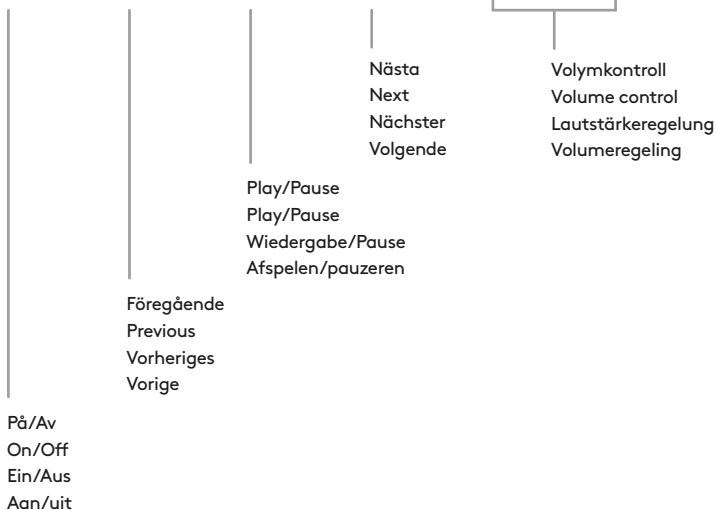 Nästa
Next
Nächster
Volgende
Volymkontroll
Volume control
Lautstärkeregelung
Volumeregeling
Play/Pause
Play/Pause
Wiedergabe/Pause
Afspelen/pauzeren
Föregående
Previous
Vorheriges
Vorige
På/Av
On/Off
Ein/Aus
Aan/uit